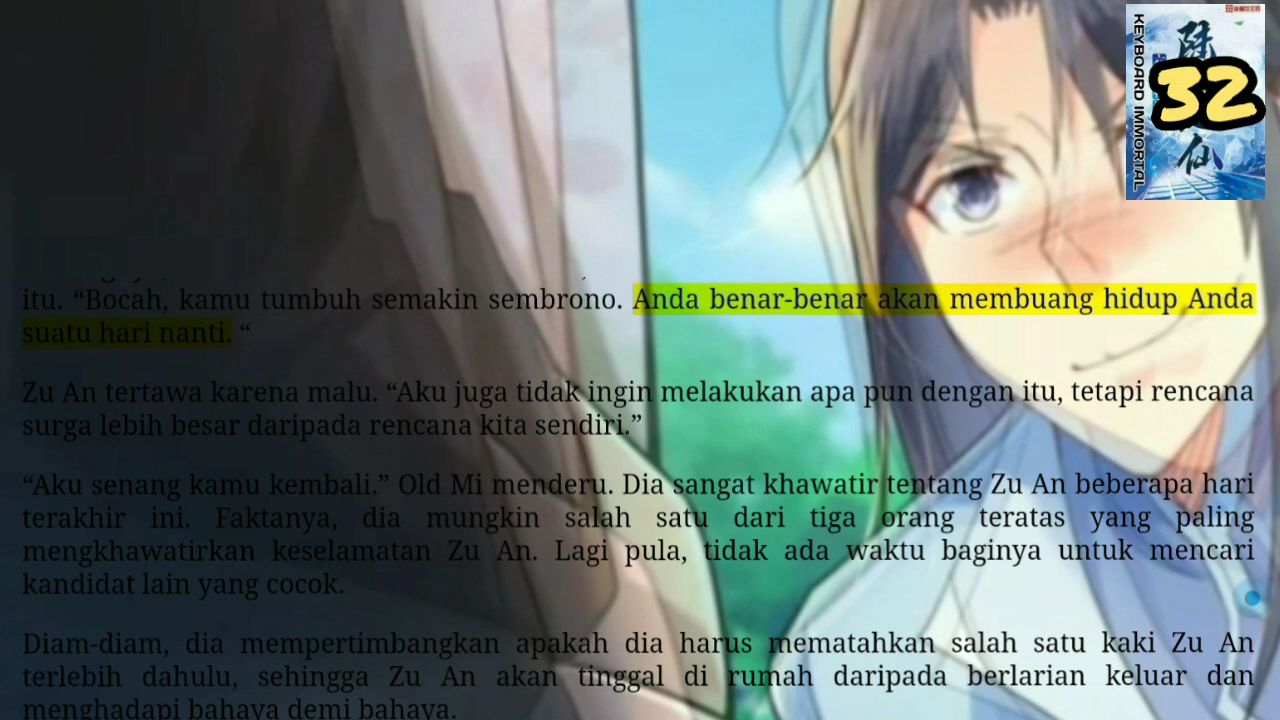 KEYBOARD IMMORTAL
32
itu. “Bocah, kamu tumbuh semakin sembrono. Anda benar-benar akan membuang hidup Anda
suatu hari nanti. “
Zu An tertawa karena malu. “Aku juga tidak ingin melakukan apa pun dengan itu, tetapi rencana
surga lebih besar daripada rencana kita sendiri.”
“Aku senang kamu kembali.” Old Mi menderu. Dia sangat khawatir tentang Zu An beberapa hari
terakhir ini. Faktanya, dia mungkin salah satu dari tiga orang teratas yang paling
mengkhawatirkan keselamatan Zu An. Lagi pula, tidak ada waktu baginya untuk mencari
kandidat lain yang cocok.
Diam-diam, dia mempertimbangkan apakah dia harus mematahkan salah satu kaki Zu An
terlebih dahulu, sehingga Zu An akan tinggal di rumah daripada berlarian keluar dan
menghadapi bahaya demi bahaya.